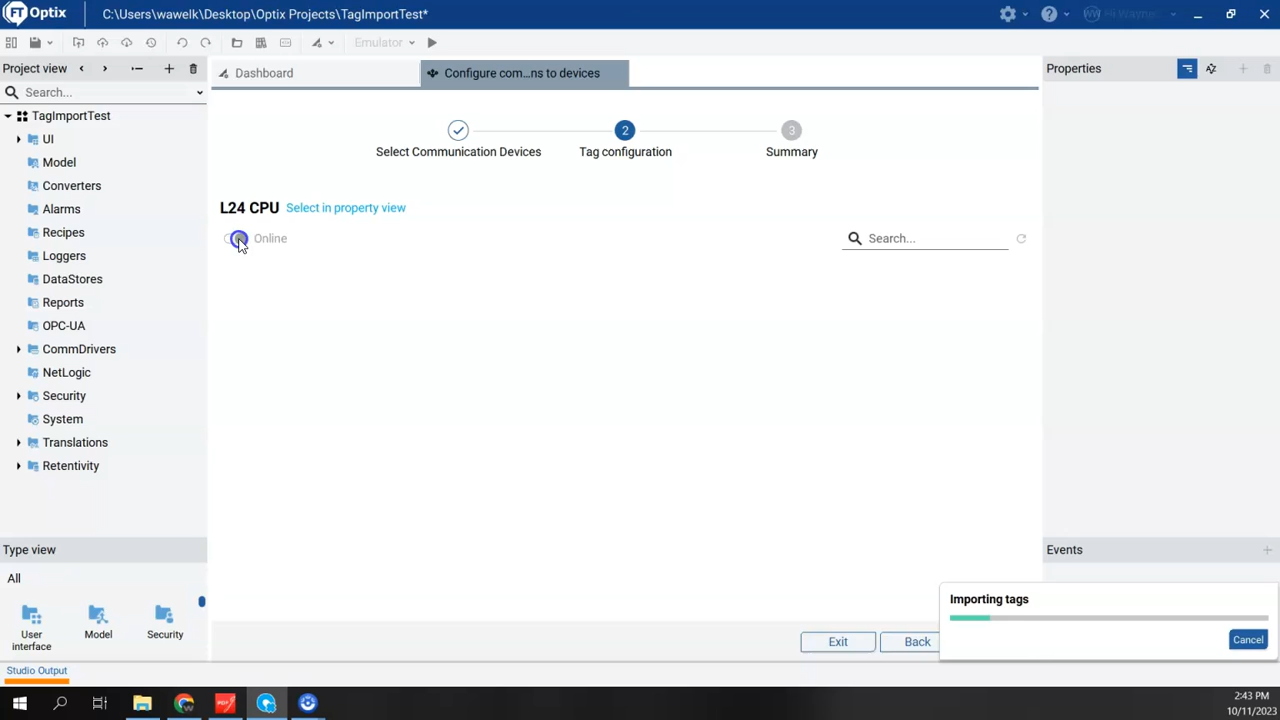 FT Optix
C:\Users\wawelk\Desktop\Optix Projects\TagImportTest*
Emulator
Project view
Dashboard
Configure com...ns to devices
Properties
Search...
TagImportTest
UI
Model
Converters
Alarms
Recipes
Loggers
DataStores
Reports
OPC-UA
CommDrivers
NetLogic
Security
System
Translations
Retentivity
2
3
Select Communication Devices
Tag configuration
Summary
L24 CPU Select in property view
Online
Search...
Type view
All
User interface
Model
Security
Events
Importing tags
Cancel
Exit
Back
Studio Output
2:43 PM
10/11/2023